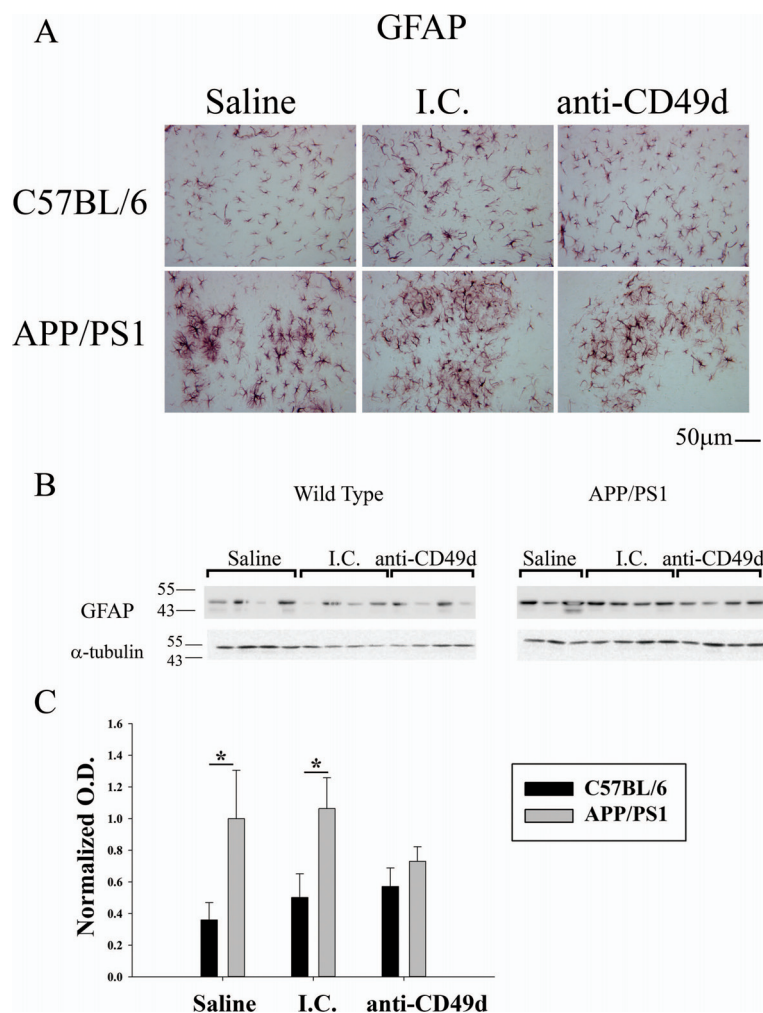 A
GFAP
Saline I.C. anti-CD49d
C57BL/6
APP/PS1
50μm
B
Wild Type APP/PS1
Saline I.C. anti-CD49d Saline I.C. anti-CD49d
55
GFAP 43
α-tubulin 55
43
C
1.6
1.4
1.2
1.0
0.8
0.6
0.4
0.2
0.0
Normalized O.D.
* *
C57BL/6
APP/PS1
Saline I.C. anti-CD49d